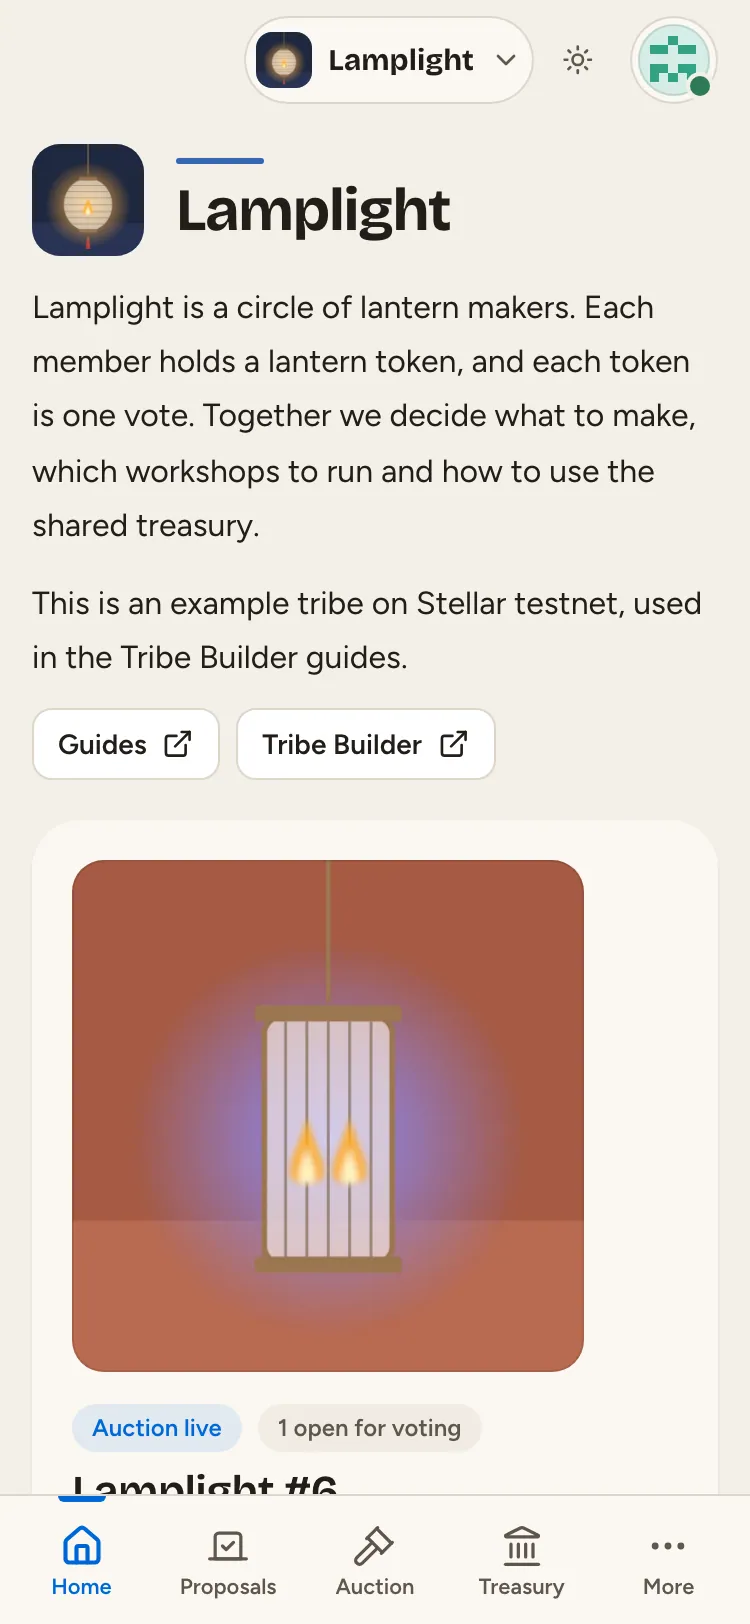 Lamplight
Lamplight
Lamplight is a circle of lantern makers. Each
member holds a lantern token, and each token
is one vote. Together we decide what to make,
which workshops to run and how to use the
shared treasury.
This is an example tribe on Stellar testnet, used
in the Tribe Builder guides.
Guides
Tribe Builder
Auction live
1 open for voting
Lamplight #6
Home
Proposals
Auction
Treasury
More